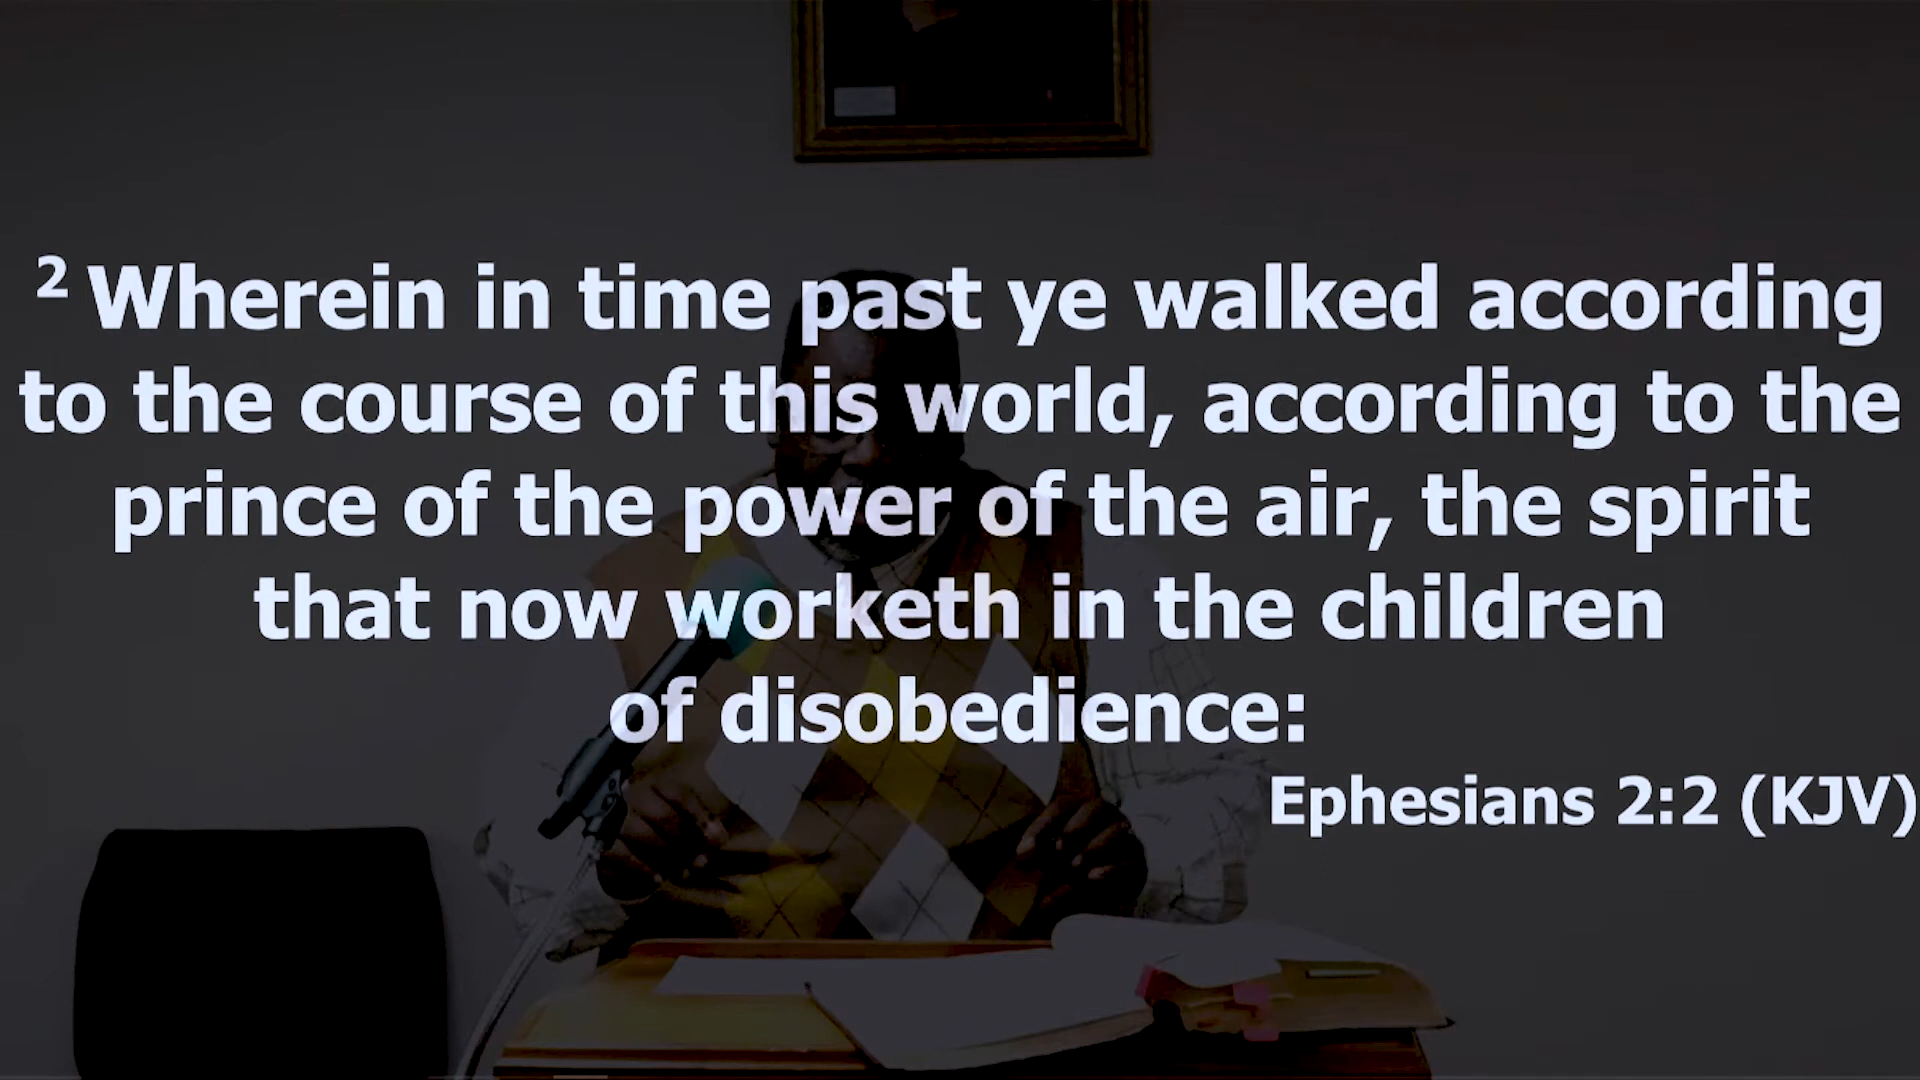 2 Wherein in time past ye walked according
to the course of this world, according to the
prince of the power of the air, the spirit
that now worketh in the children
of disobedience:
Ephesians 2:2 (KJV)